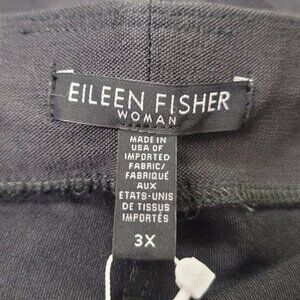 EILEEN FISHER
WOMAN
MADE IN
USA OF
IMPORTED
FABRIC/
FABRIQUÉ
AUX
ÉTATS-UNIS
DE TISSUS
IMPORTÉS
3X